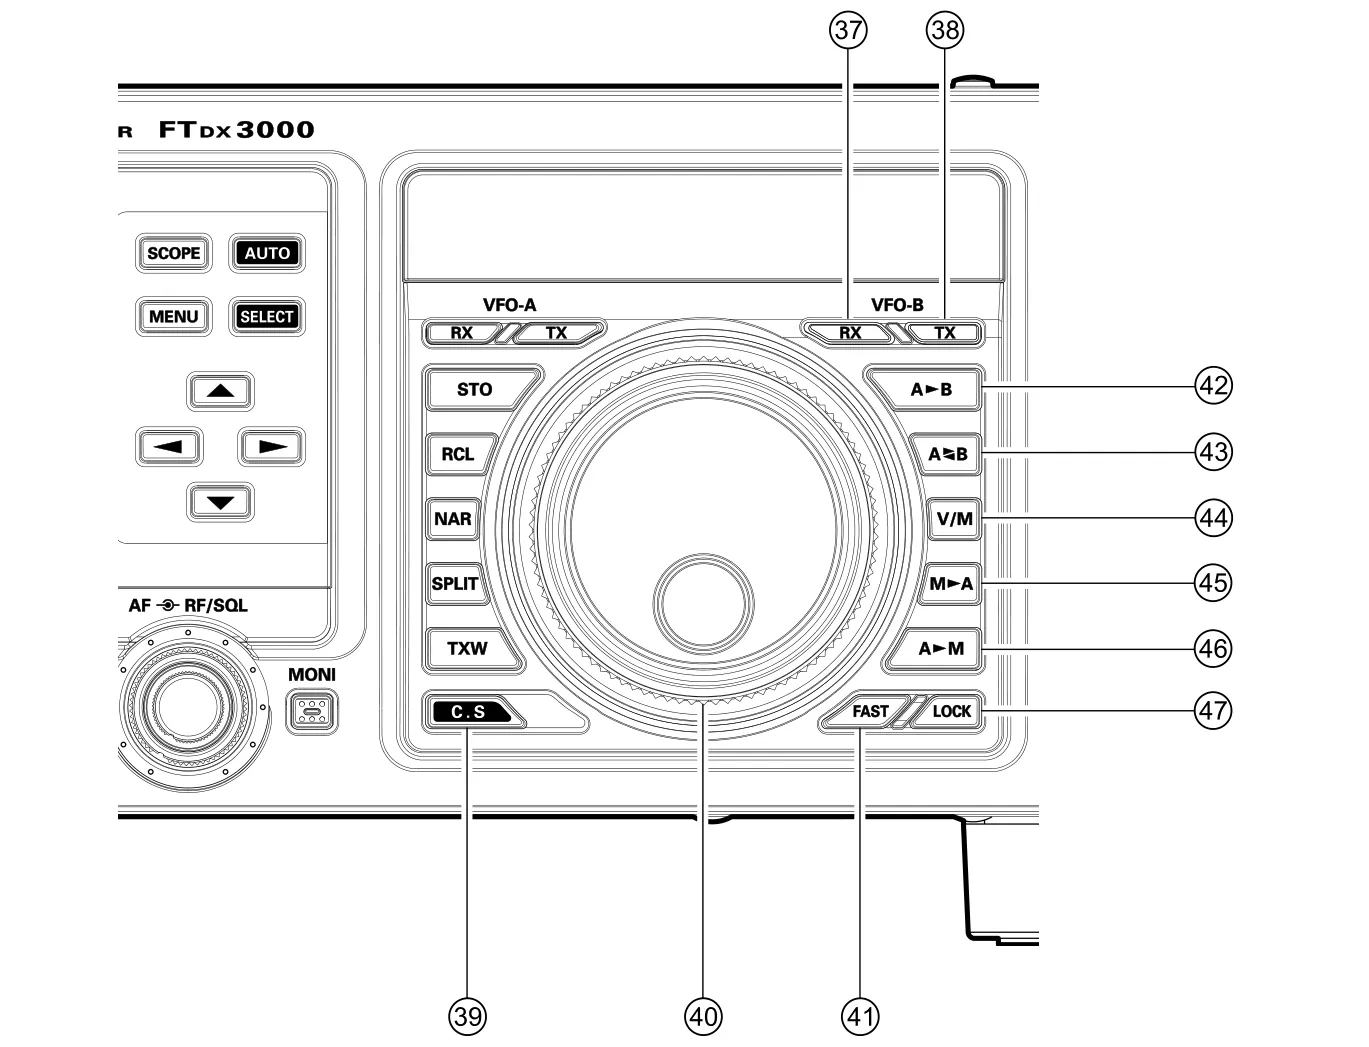 37 38
R FTDX3000
SCOPE AUTO
VFO-A VFO-B
MENU SELECT
RX TX RX TX
STO A►B 42
RCL A B 43
NAR V/M 44
SPLIT M►A 45
AF RF/SQL
TXW A►M 46
MONI
C.S FAST LOCK 47
39 40 41